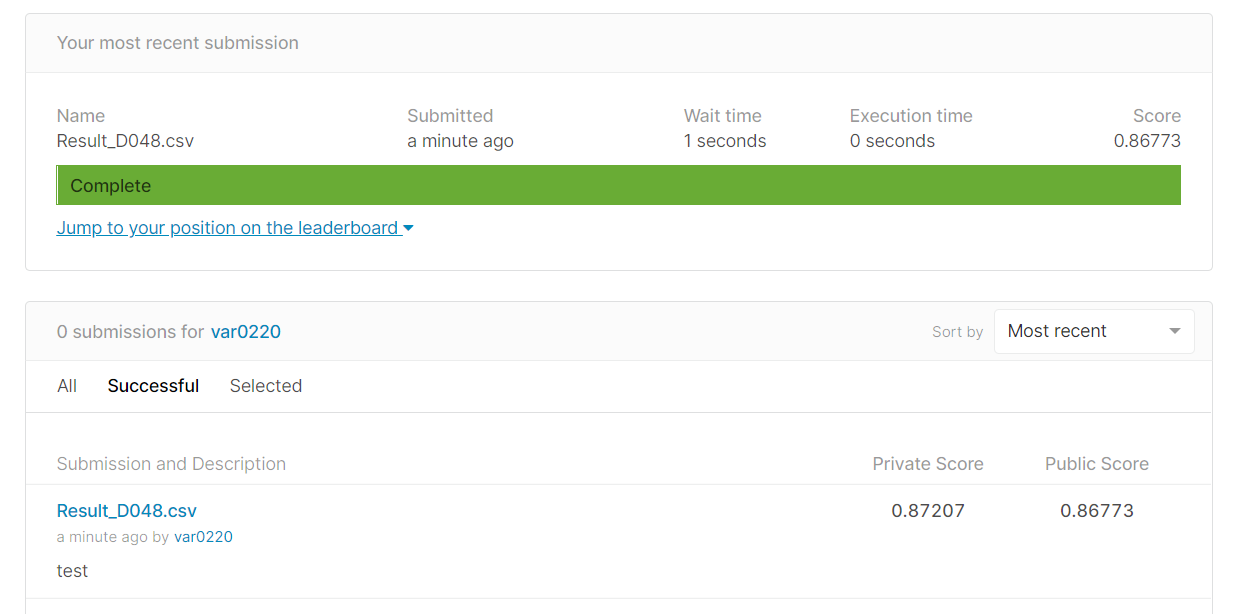 Your most recent submission
Name Submitted Wait time Execution time Score
Result_D048.csv a minute ago 1 seconds 0 seconds 0.86773
Complete
Jump to your position on the leaderboard
0 submissions for var0220 Sort by Most recent
All Successful Selected
Submission and Description Private Score Public Score
Result_D048.csv 0.87207 0.86773
a minute ago by var0220
test